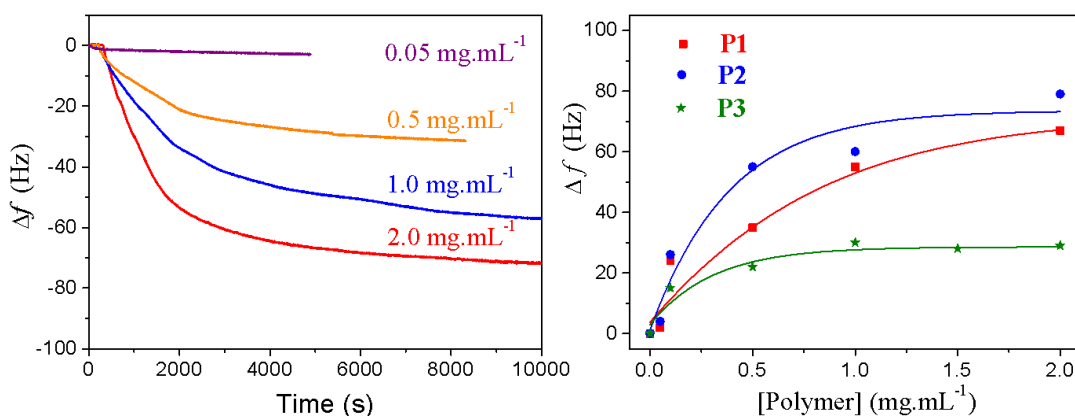 0
-20
-40
-60
-80
-100
Δf (Hz)
0 2000 4000 6000 8000 10000
Time (s)
0.05 mg.mL⁻¹
0.5 mg.mL⁻¹
1.0 mg.mL⁻¹
2.0 mg.mL⁻¹
80
60
40
20
0
Δf (Hz)
0.0 0.5 1.0 1.5 2.0
[Polymer] (mg.mL⁻¹)
P1
P2
P3